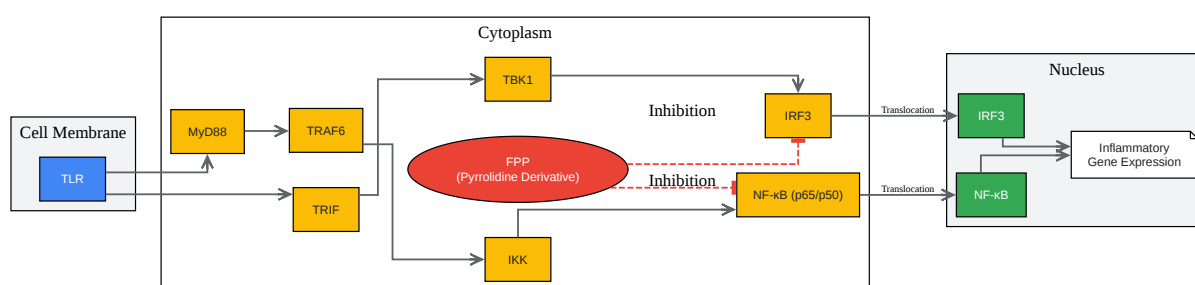 Cytoplasm
Cell Membrane
TLR
MyD88
TRAF6
TRIF
TBK1
Inhibition
IRF3
FPP
(Pyrrolidine Derivative)
Inhibition
NF-κB (p65/p50)
IKK
Translocation
Translocation
Nucleus
IRF3
NF-κB
Inflammatory
Gene Expression